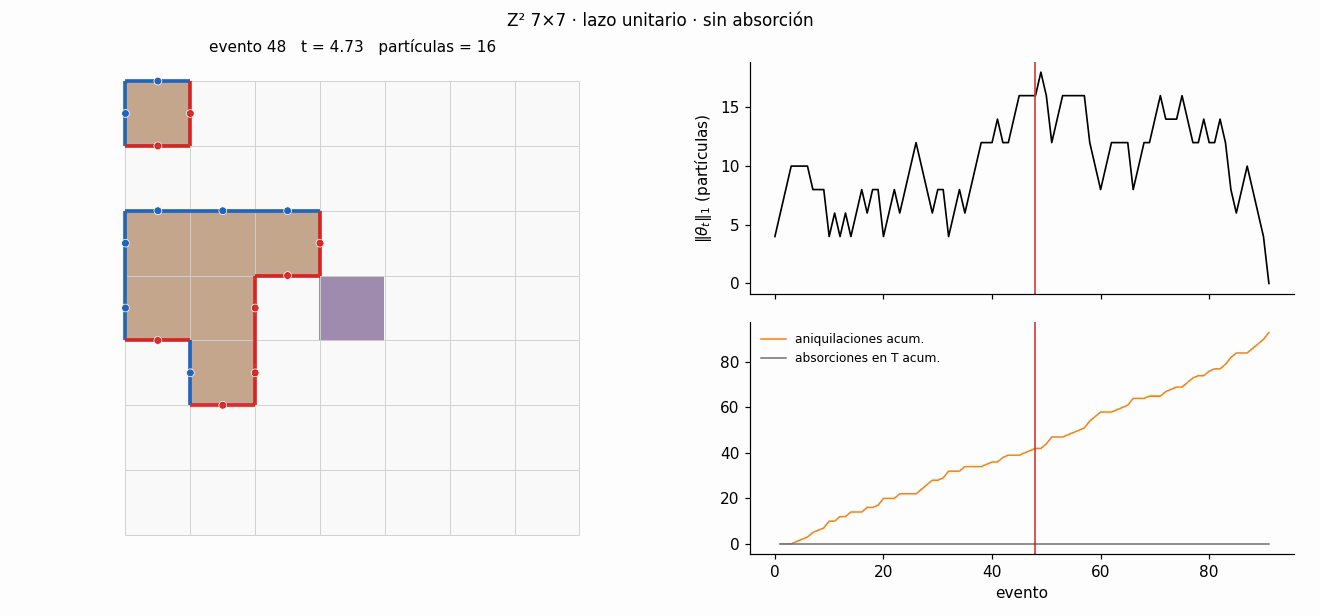 Z² 7×7 · lazo unitario · sin absorción
evento 48   t = 4.73   partículas = 16
‖θₜ‖₁ (partículas)
15
10
5
0
aniquilaciones acum.
absorciones en T acum.
80
60
40
20
0
0 20 40 60 80
evento